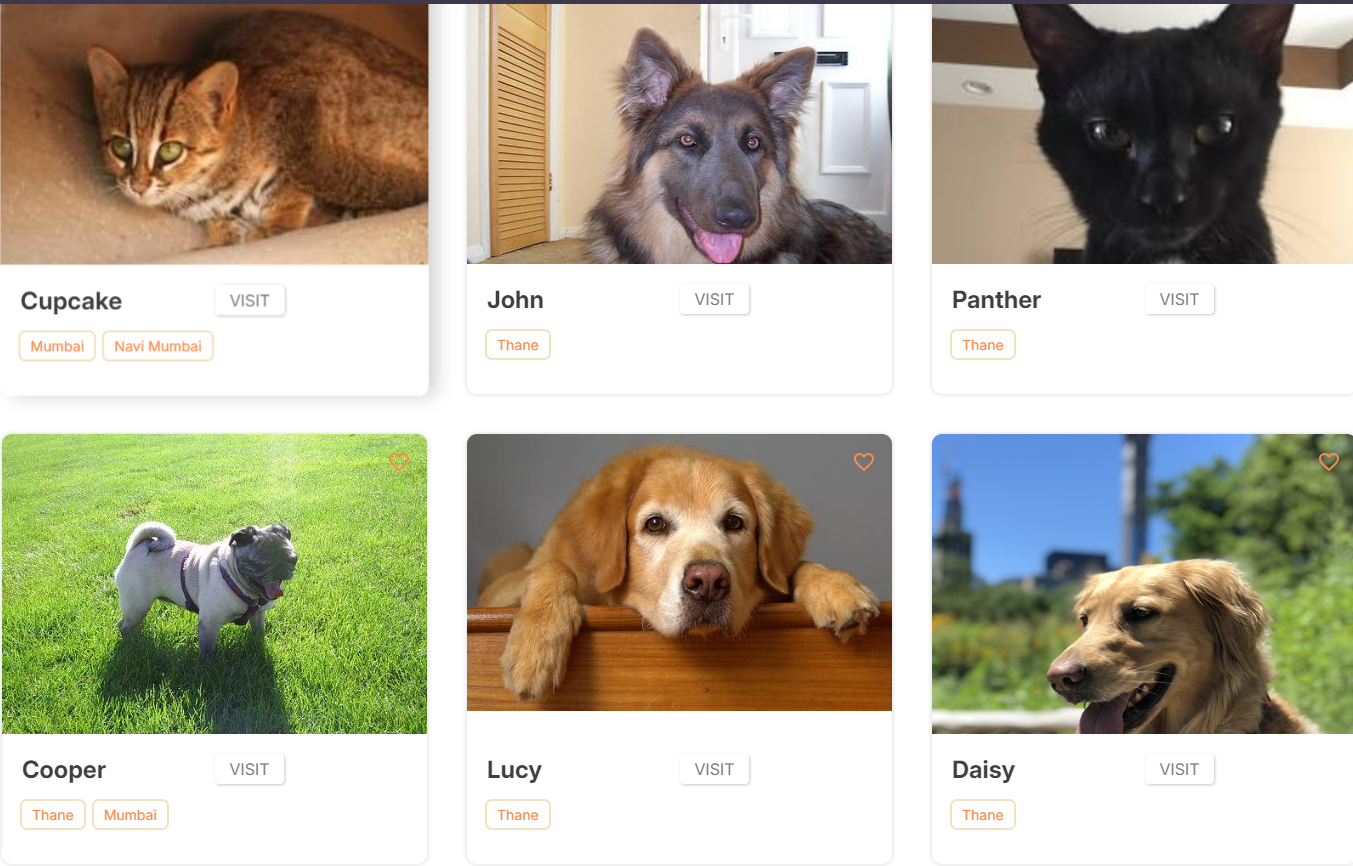 Cupcake VISIT
Mumbai Navi Mumbai
John VISIT
Thane
Panther VISIT
Thane
Cooper VISIT
Thane Mumbai
Lucy VISIT
Thane
Daisy VISIT
Thane